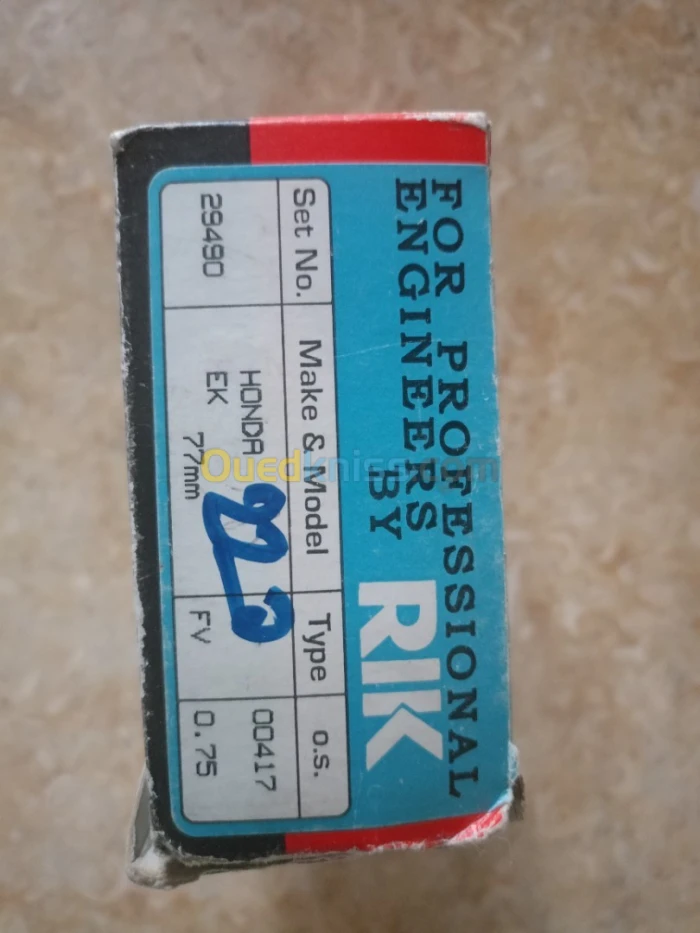 FOR PROFESSIONAL
ENGINEERS BY RIK
Set No. Make & Model Type o.s.
HONDA 00417
29490 EK FV 0.75
77mm
Ouedkniss.com